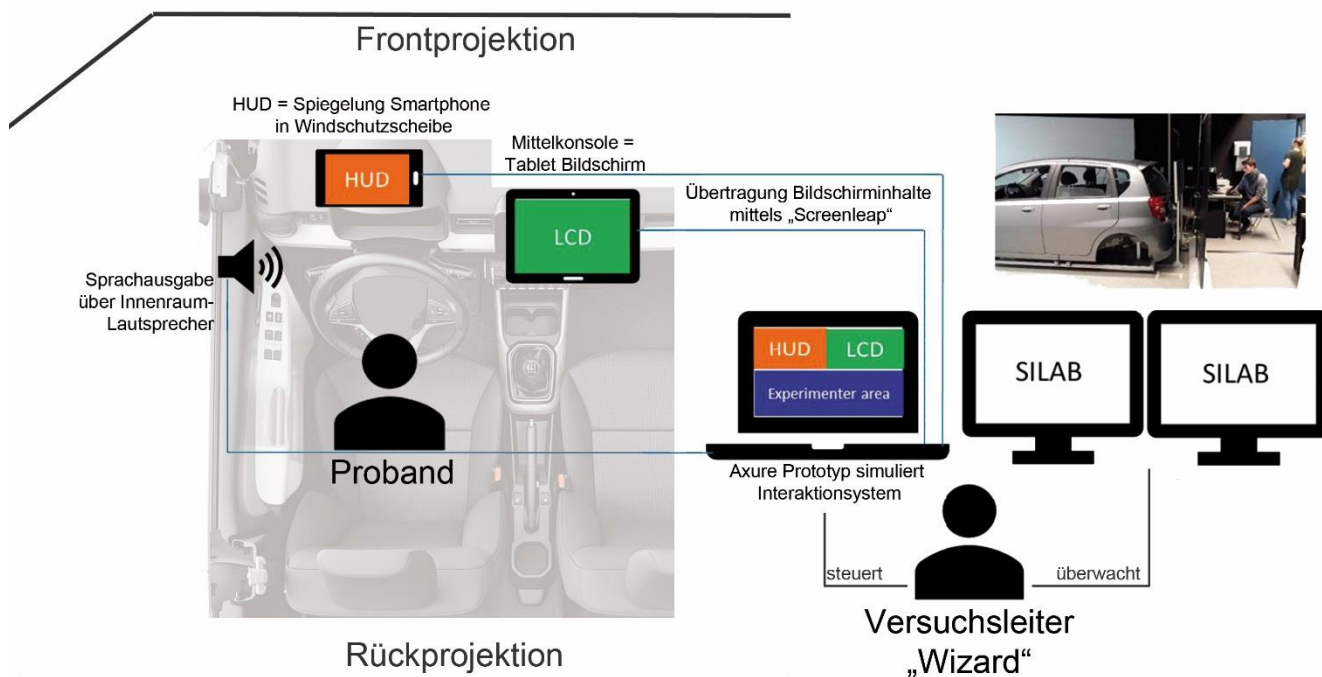 Frontprojektion
HUD = Spiegelung Smartphone
in Windschutzscheibe
Mittelkonsole =
Tablet Bildschirm
HUD
LCD
Übertragung Bildschirminhalte
mittels „Screenleap“
Sprachausgabe
über Innenraum-
Lautsprecher
HUD
LCD
Experimenter area
SILAB
SILAB
Proband
Axure Prototyp simuliert
Interaktionsystem
steuert
überwacht
Versuchsleiter
„Wizard“
Rückprojektion